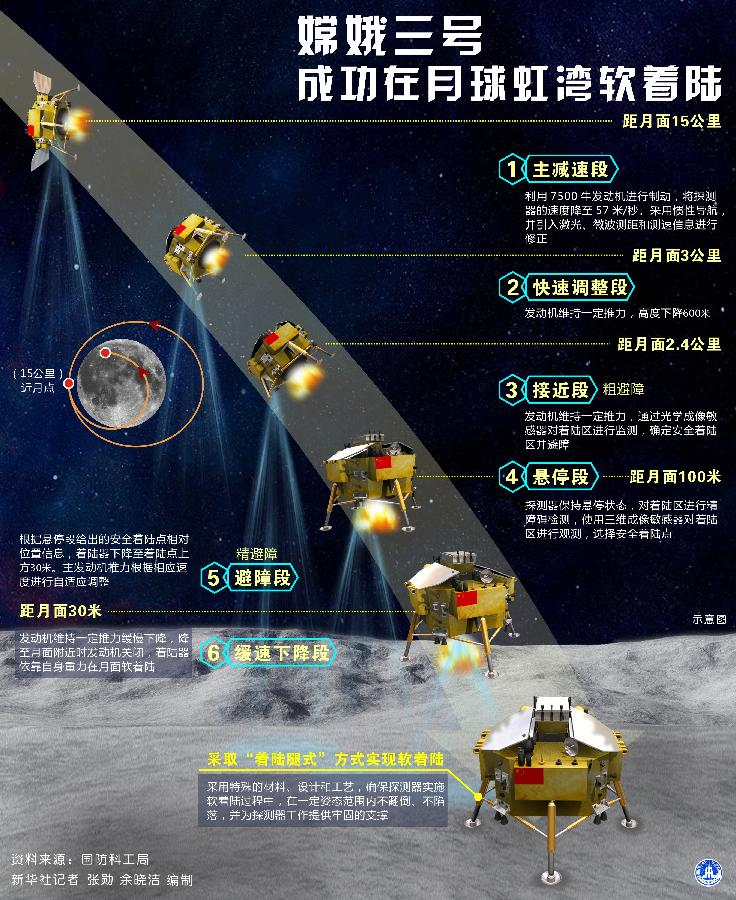 嫦娥三号
成功在月球虹湾软着陆
距月面15公里
1 主减速段
利用7500牛发动机进行制动，将探测
器的速度降至57米/秒。采用惯性导航，
并引入激光、微波测距和测速信息进行
修正
距月面3公里
2 快速调整段
发动机维持一定推力，高度下降600米
距月面2.4公里
3 接近段 粗避障
发动机维持一定推力，通过光学成像敏
感器对着陆区进行监测，确定安全着陆
区并避障
4 悬停段 距月面100米
探测器保持悬停状态，对着陆区进行精
障碍检测，使用三维成像敏感器对着陆
区进行观测，选择安全着陆点
（15公里）
近月点
根据悬停段给出的安全着陆点相对
位置信息，着陆器下降至着陆点上
方30米。主发动机推力根据相应速
度进行自适应调整
精避障
5 避障段
距月面30米
示意图
发动机维持一定推力缓慢下降，降
至月面附近时发动机关闭，着陆器
依靠自身重力在月面软着陆
6 缓速下降段
采取“着陆腿式”方式实现软着陆
采用特殊的材料、设计和工艺，确保探测器实施
软着陆过程中，在一定姿态范围内不翻倒、不陷
落，并为探测器工作提供牢固的支撑
资料来源：国防科工局
新华社记者 张勋 余晓洁 编制